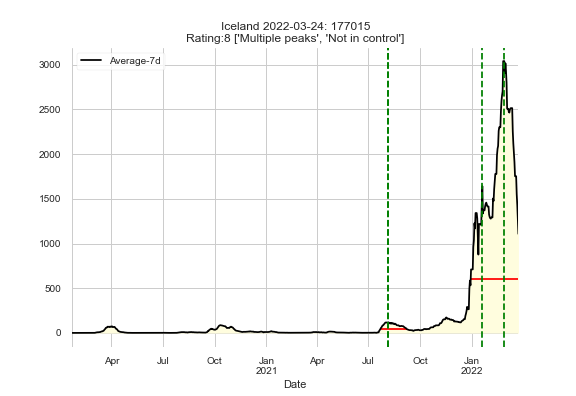 Iceland 2022-03-24: 177015
Rating:8 ['Multiple peaks', 'Not in control']
Average-7d
3000
2500
2000
1500
1000
500
0
Apr Jul Oct Jan Apr Jul Oct Jan
2021 2022
Date